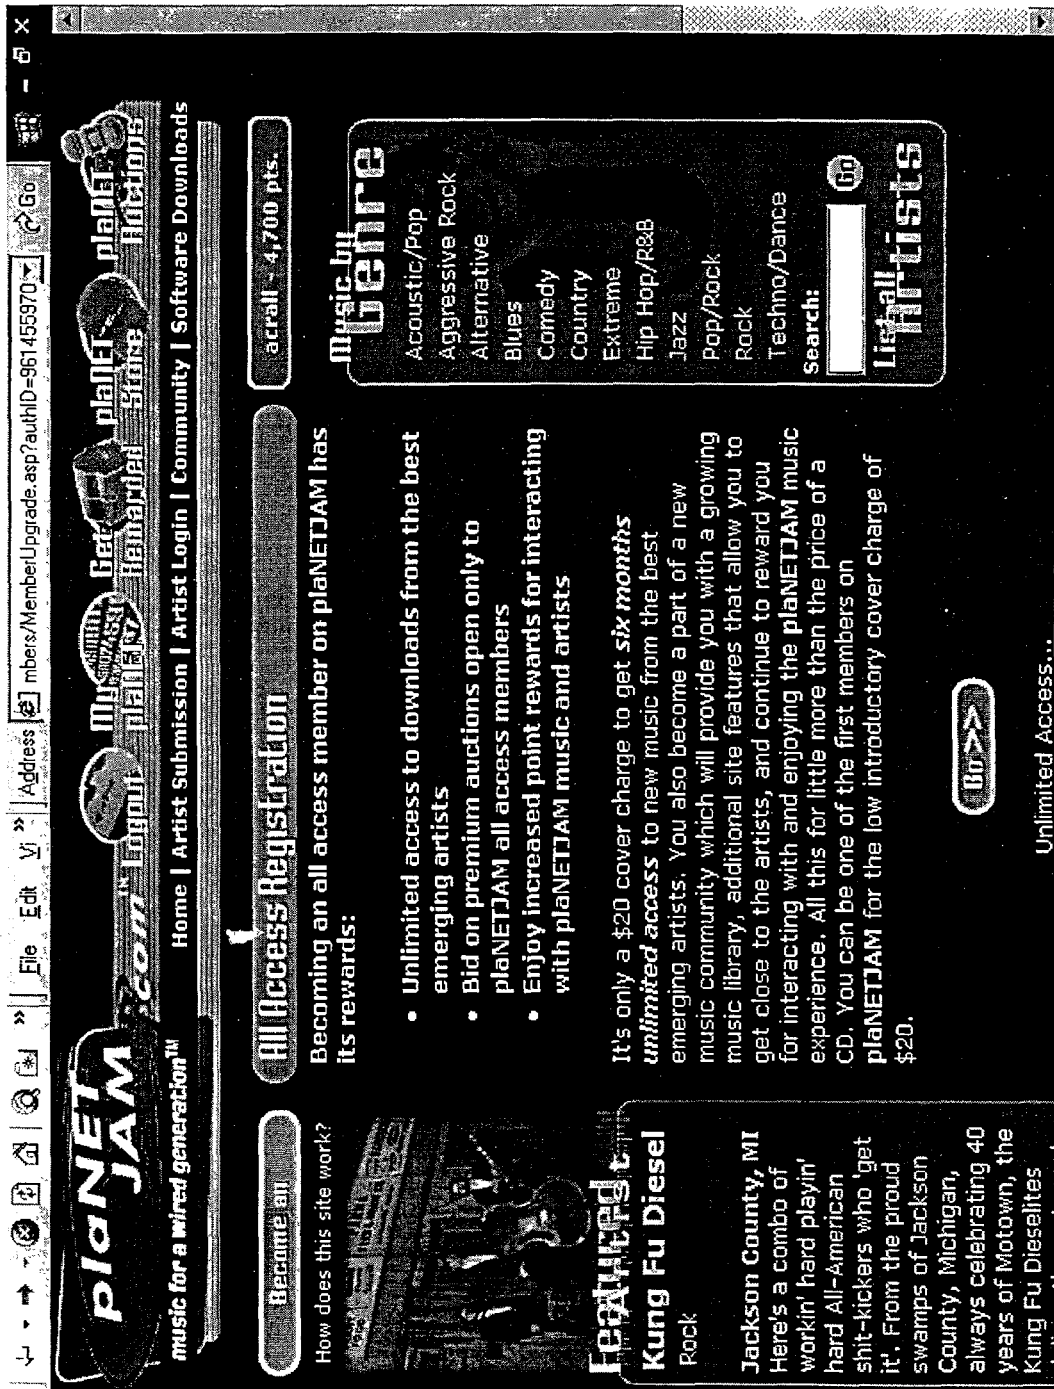 File Edit Vi » Address mbers/MemberUpgrade.asp?authID=961455970 Go
plaNET JAM .com™
music for a wired generation™
Logout
My plaNET
Get Rewarded
plaNET Store
plaNET Auctions
Home | Artist Submission | Artist Login | Community | Software Downloads
Become an
How does this site work?
Featured
Kung Fu Diesel
Rock
Jackson County, MI
Here's a combo of
workin' hard playin'
hard All-American
shit-kickers who 'get
it'. From the proud
swamps of Jackson
County, Michigan,
always celebrating 40
years of Motown, the
Kung Fu Dieselites
All Access Registration
Becoming an all access member on plaNETJAM has
its rewards:
• Unlimited access to downloads from the best
emerging artists
• Bid on premium auctions open only to
plaNETJAM all access members
• Enjoy increased point rewards for interacting
with plaNETJAM music and artists
It's only a $20 cover charge to get six months
unlimited access to new music from the best
emerging artists. You also become a part of a new
music community which will provide you with a growing
music library, additional site features that allow you to
get close to the artists, and continue to reward you
for interacting with and enjoying the plaNETJAM music
experience. All this for little more than the price of a
CD. You can be one of the first members on
plaNETJAM for the low introductory cover charge of
$20.
Go >>>
Unlimited Access...
acrall - 4,700 pts.
Music by
Genre
Acoustic/Pop
Aggressive Rock
Alternative
Blues
Comedy
Country
Extreme
Hip Hop/R&B
Jazz
Pop/Rock
Rock
Techno/Dance
Search:
Go
List all
Artists